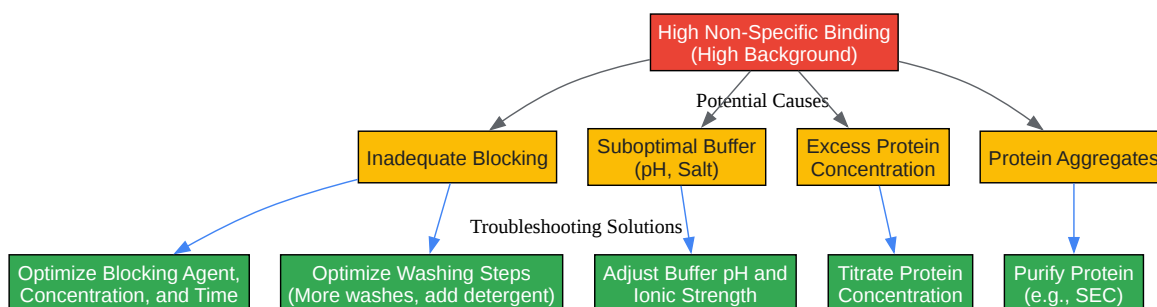 High Non-Specific Binding
(High Background)
Potential Causes
Inadequate Blocking
Suboptimal Buffer
(pH, Salt)
Excess Protein
Concentration
Protein Aggregates
Troubleshooting Solutions
Optimize Blocking Agent,
Concentration, and Time
Optimize Washing Steps
(More washes, add detergent)
Adjust Buffer pH and
Ionic Strength
Titrate Protein
Concentration
Purify Protein
(e.g., SEC)